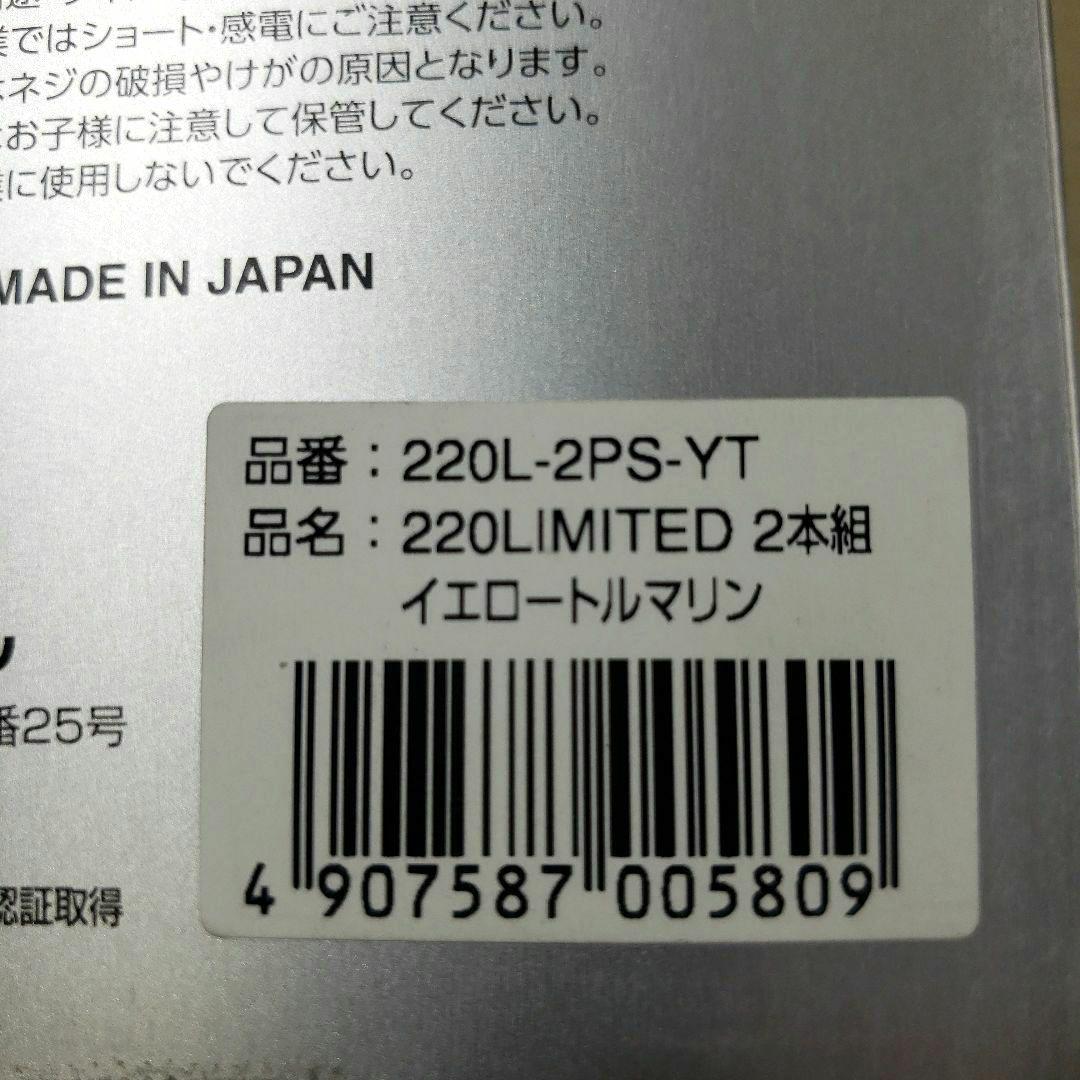 業ではショート・感電にご注意ください。
ネジの破損やけがの原因となります。
お子様に注意して保管してください。
業に使用しないでください。
MADE IN JAPAN
品番：220L-2PS-YT
品名：220LIMITED 2本組
イエロートルマリン
番25号
4 907587 005809
認証取得